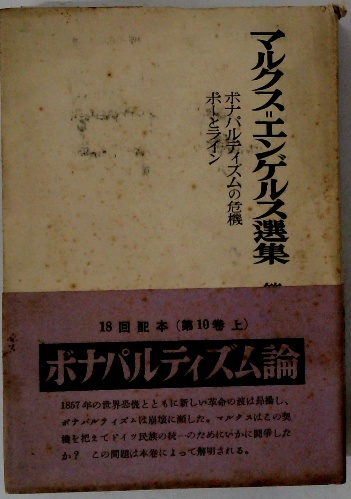 マルクス=エンゲルス選集
ボナパルティズムの危機
ポーとライン
18回配本(第10巻 上)
ボナパルティズム論
1857年の世界恐慌とともに新しい革命の波は昂揚し、
ボナパルティズムは崩壊に瀕した。マルクスはこの契
機を把えてドイツ民族の統一のためにいかに闘争した
か? この問題は本巻によって解明される。